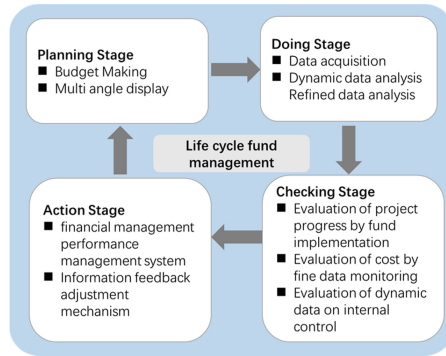 Planning Stage
■ Budget Making
■ Multi angle display
Doing Stage
■ Data acquisition
■ Dynamic data analysis
Refined data analysis
Life cycle fund
management
Action Stage
■ financial management
performance
management system
■ Information feedback
adjustment
mechanism
Checking Stage
■ Evaluation of project
progress by fund
implementation
■ Evaluation of cost by
fine data monitoring
■ Evaluation of dynamic
data on internal
control